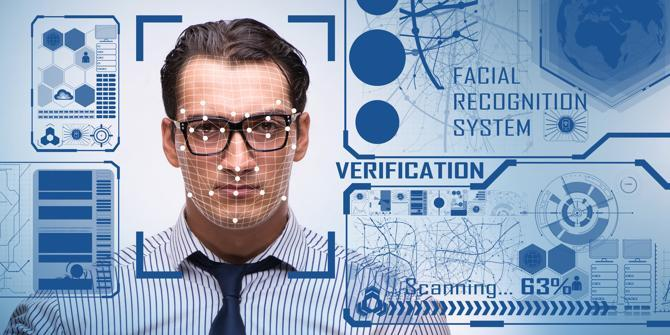 FACIAL
RECOGNITION
SYSTEM
VERIFICATION
Scanning... 63%